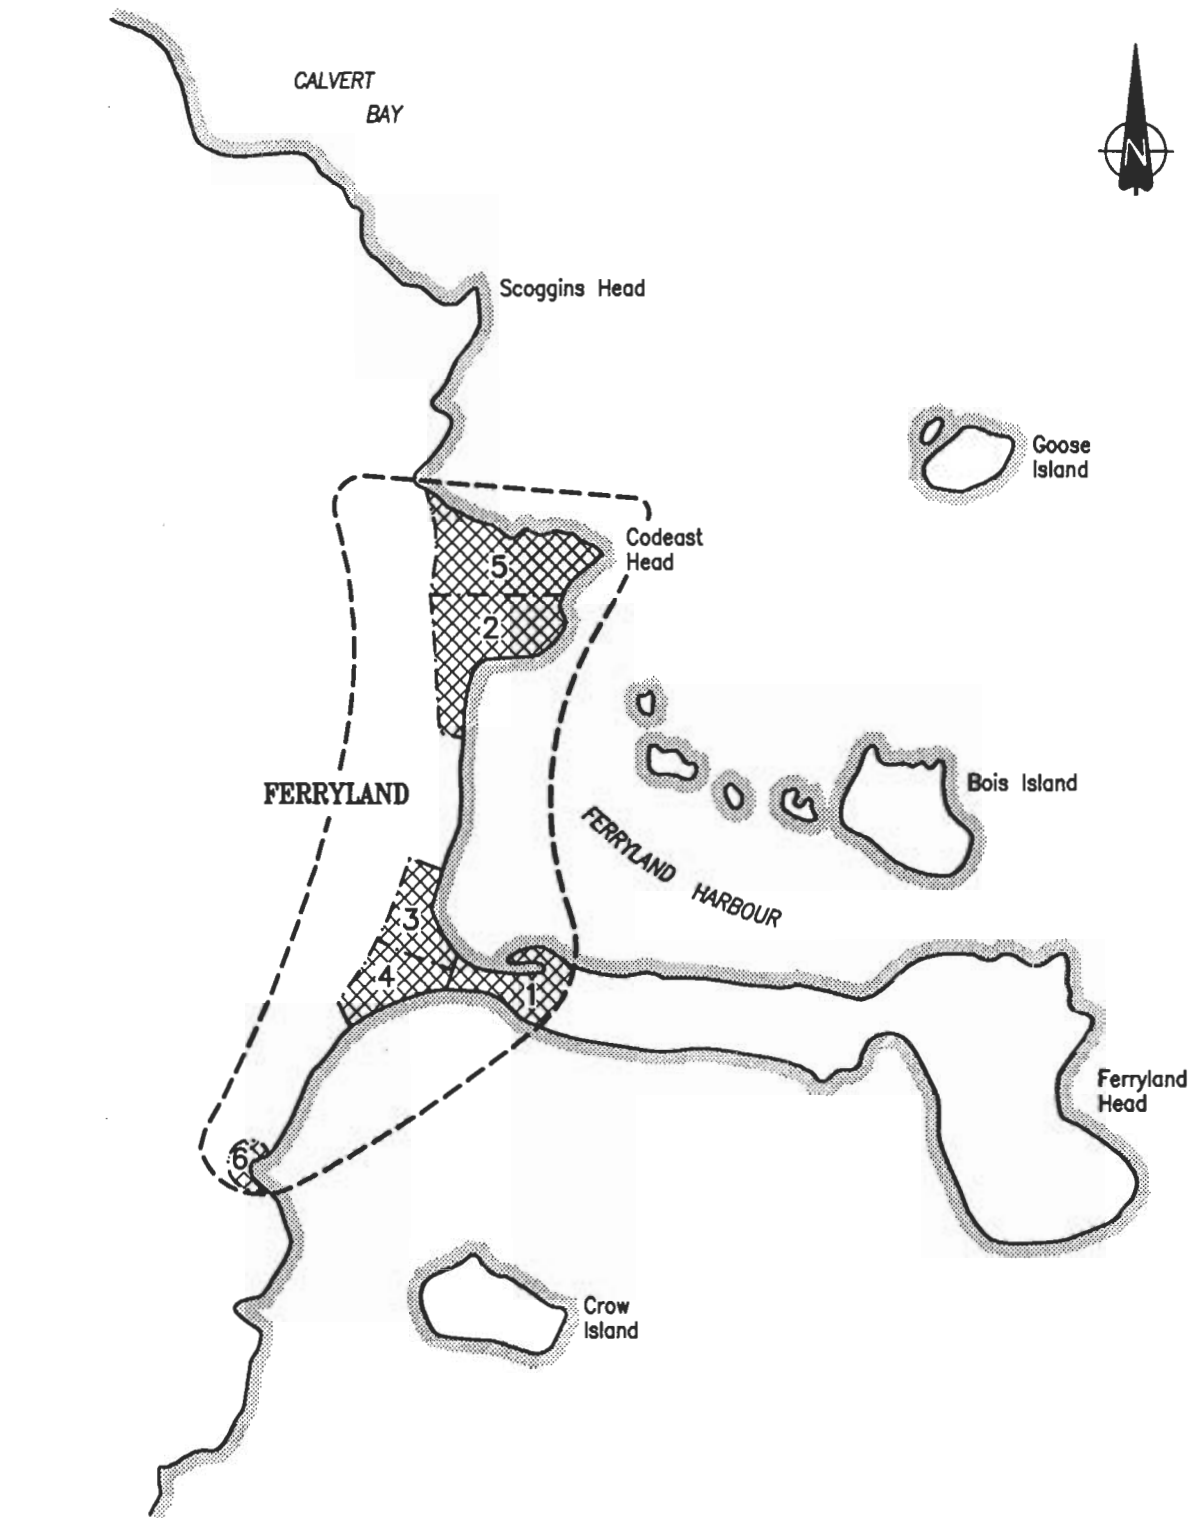 CALVERT
BAY
N
Scoggins Head
Goose
Island
Codeast
Head
5
2
Bois Island
FERRYLAND
FERRYLAND HARBOUR
3
4
1
Ferryland
Head
6
Crow
Island